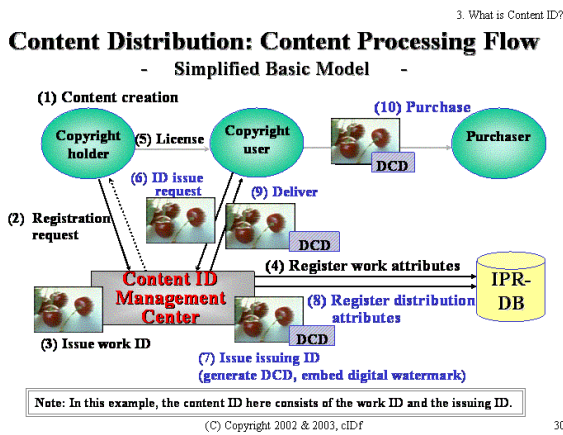 3. What is Content ID?
Content Distribution: Content Processing Flow
- Simplified Basic Model -
(1) Content creation
(10) Purchase
Copyright
holder
(5) License
Copyright
user
Purchaser
DCD
(6) ID issue
request
(9) Deliver
(2) Registration
request
DCD
(4) Register work attributes
Content ID
Management
Center
IPR-
DB
(8) Register distribution
attributes
DCD
(3) Issue work ID
(7) Issue issuing ID
(generate DCD, embed digital watermark)
Note: In this example, the content ID here consists of the work ID and the issuing ID.
(C) Copyright 2002 & 2003, cIDf
30